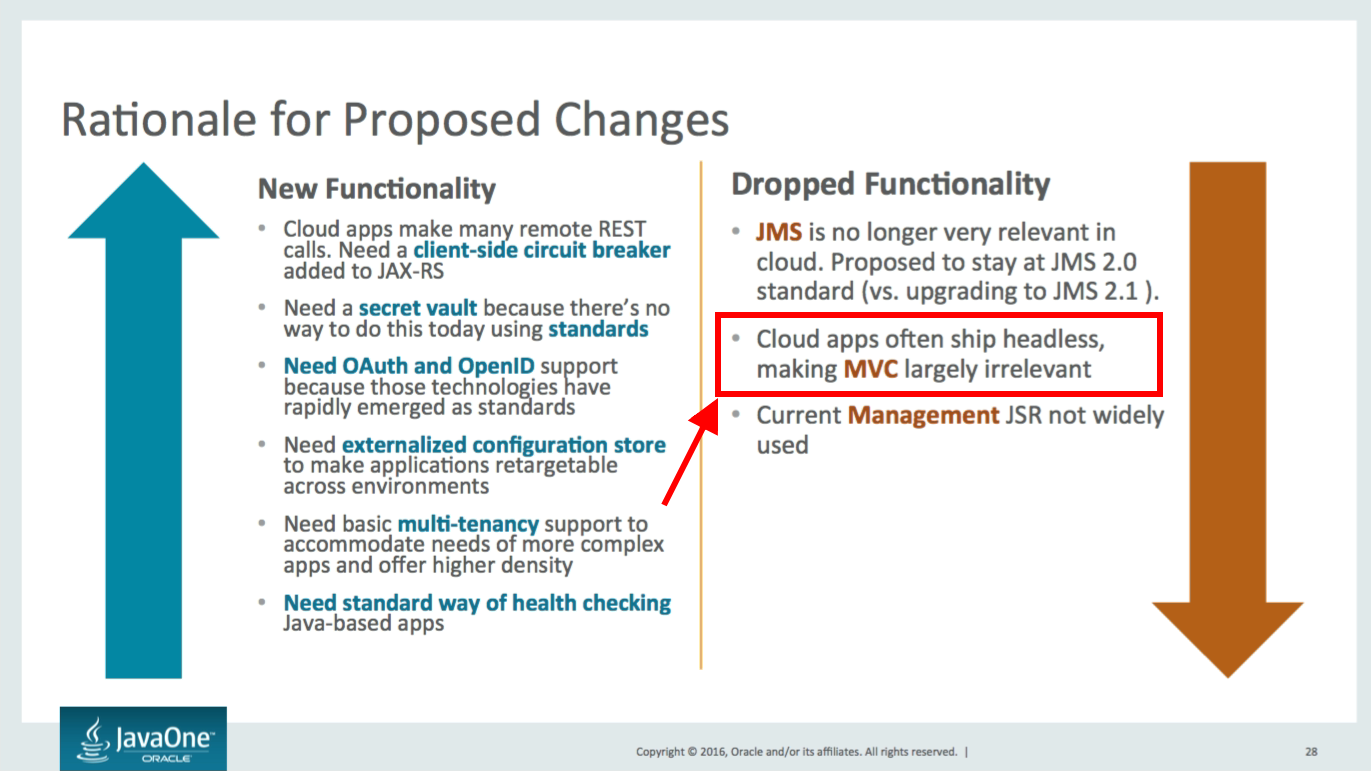 Rationale for Proposed Changes
New Functionality
• Cloud apps make many remote REST
calls. Need a client-side circuit breaker
added to JAX-RS
• Need a secret vault because there's no
way to do this today using standards
• Need OAuth and OpenID support
because those technologies have
rapidly emerged as standards
• Need externalized configuration store
to make applications retargetable
across environments
• Need basic multi-tenancy support to
accommodate needs of more complex
apps and offer higher density
• Need standard way of health checking
Java-based apps
Dropped Functionality
• JMS is no longer very relevant in
cloud. Proposed to stay at JMS 2.0
standard (vs. upgrading to JMS 2.1 ).
• Cloud apps often ship headless,
making MVC largely irrelevant
• Current Management JSR not widely
used
JavaOne™
ORACLE
Copyright © 2016, Oracle and/or its affiliates. All rights reserved. |
28